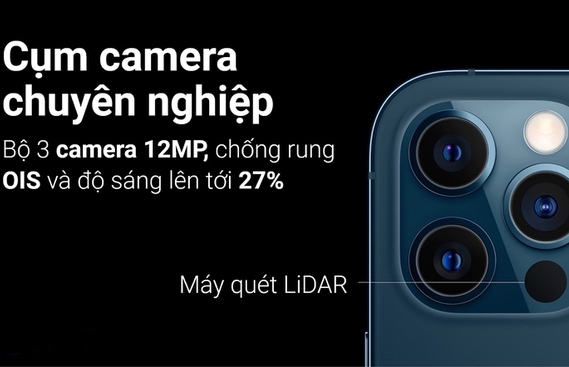 Cụm camera
chuyên nghiệp
Bộ 3 camera 12MP, chống rung
OIS và độ sáng lên tới 27%
Máy quét LiDAR